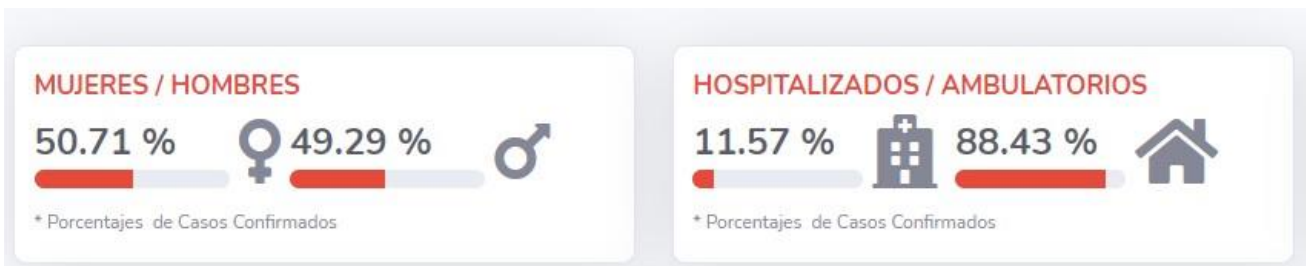 MUJERES / HOMBRES
50.71 % 49.29 %
* Porcentajes de Casos Confirmados
HOSPITALIZADOS / AMBULATORIOS
11.57 % 88.43 %
* Porcentajes de Casos Confirmados